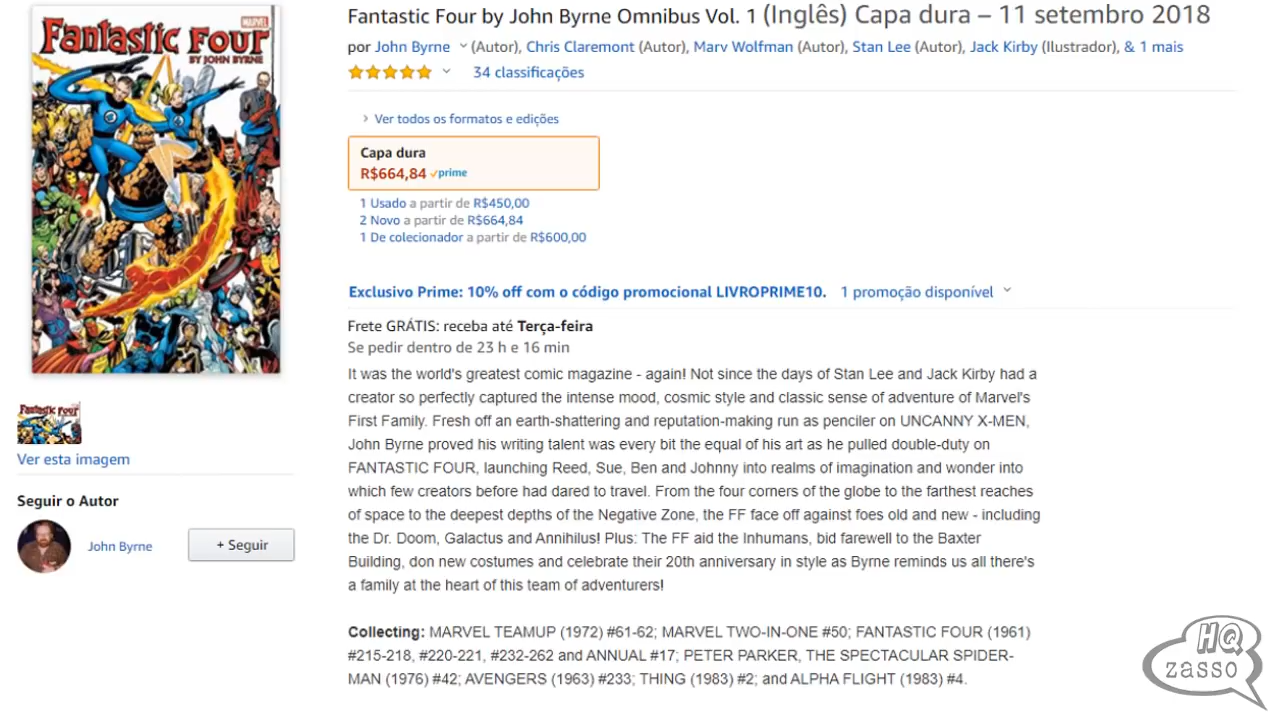 Fantastic Four by John Byrne Omnibus Vol. 1 (Inglês) Capa dura – 11 setembro 2018
por John Byrne (Autor), Chris Claremont (Autor), Marv Wolfman (Autor), Stan Lee (Autor), Jack Kirby (Ilustrador), & 1 mais
34 classificações
Ver todos os formatos e edições
Capa dura
R$664,84 prime
1 Usado a partir de R$450,00
2 Novo a partir de R$664,84
1 De colecionador a partir de R$600,00
Exclusivo Prime: 10% off com o código promocional LIVROPRIME10. 1 promoção disponível
Frete GRÁTIS: receba até Terça-feira
Se pedir dentro de 23 h e 16 min
It was the world's greatest comic magazine - again! Not since the days of Stan Lee and Jack Kirby had a
creator so perfectly captured the intense mood, cosmic style and classic sense of adventure of Marvel's
First Family. Fresh off an earth-shattering and reputation-making run as penciler on UNCANNY X-MEN,
John Byrne proved his writing talent was every bit the equal of his art as he pulled double-duty on
FANTASTIC FOUR, launching Reed, Sue, Ben and Johnny into realms of imagination and wonder into
which few creators before had dared to travel. From the four corners of the globe to the farthest reaches
of space to the deepest depths of the Negative Zone, the FF face off against foes old and new - including
the Dr. Doom, Galactus and Annihilus! Plus: The FF aid the Inhumans, bid farewell to the Baxter
Building, don new costumes and celebrate their 20th anniversary in style as Byrne reminds us all there's
a family at the heart of this team of adventurers!
Collecting: MARVEL TEAMUP (1972) #61-62; MARVEL TWO-IN-ONE #50; FANTASTIC FOUR (1961)
#215-218, #220-221, #232-262 and ANNUAL #17; PETER PARKER, THE SPECTACULAR SPIDER-
MAN (1976) #42; AVENGERS (1963) #233; THING (1983) #2; and ALPHA FLIGHT (1983) #4.
MARVEL
Fantastic Four
BY JOHN BYRNE
Fantastic Four
Ver esta imagem
Seguir o Autor
John Byrne
+ Seguir
HQ
zasso